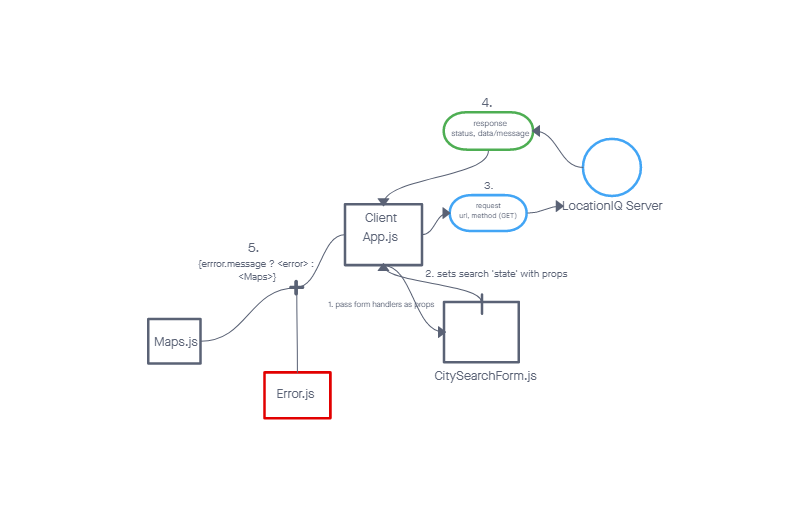 4.
response
status, data/message
3.
request
url, method (GET)
LocationIQ Server
Client
App.js
5.
{errror.message ? <error> :
<Maps>}
2. sets search 'state' with props
1. pass form handlers as props
Maps.js
CitySearchForm.js
Error.js